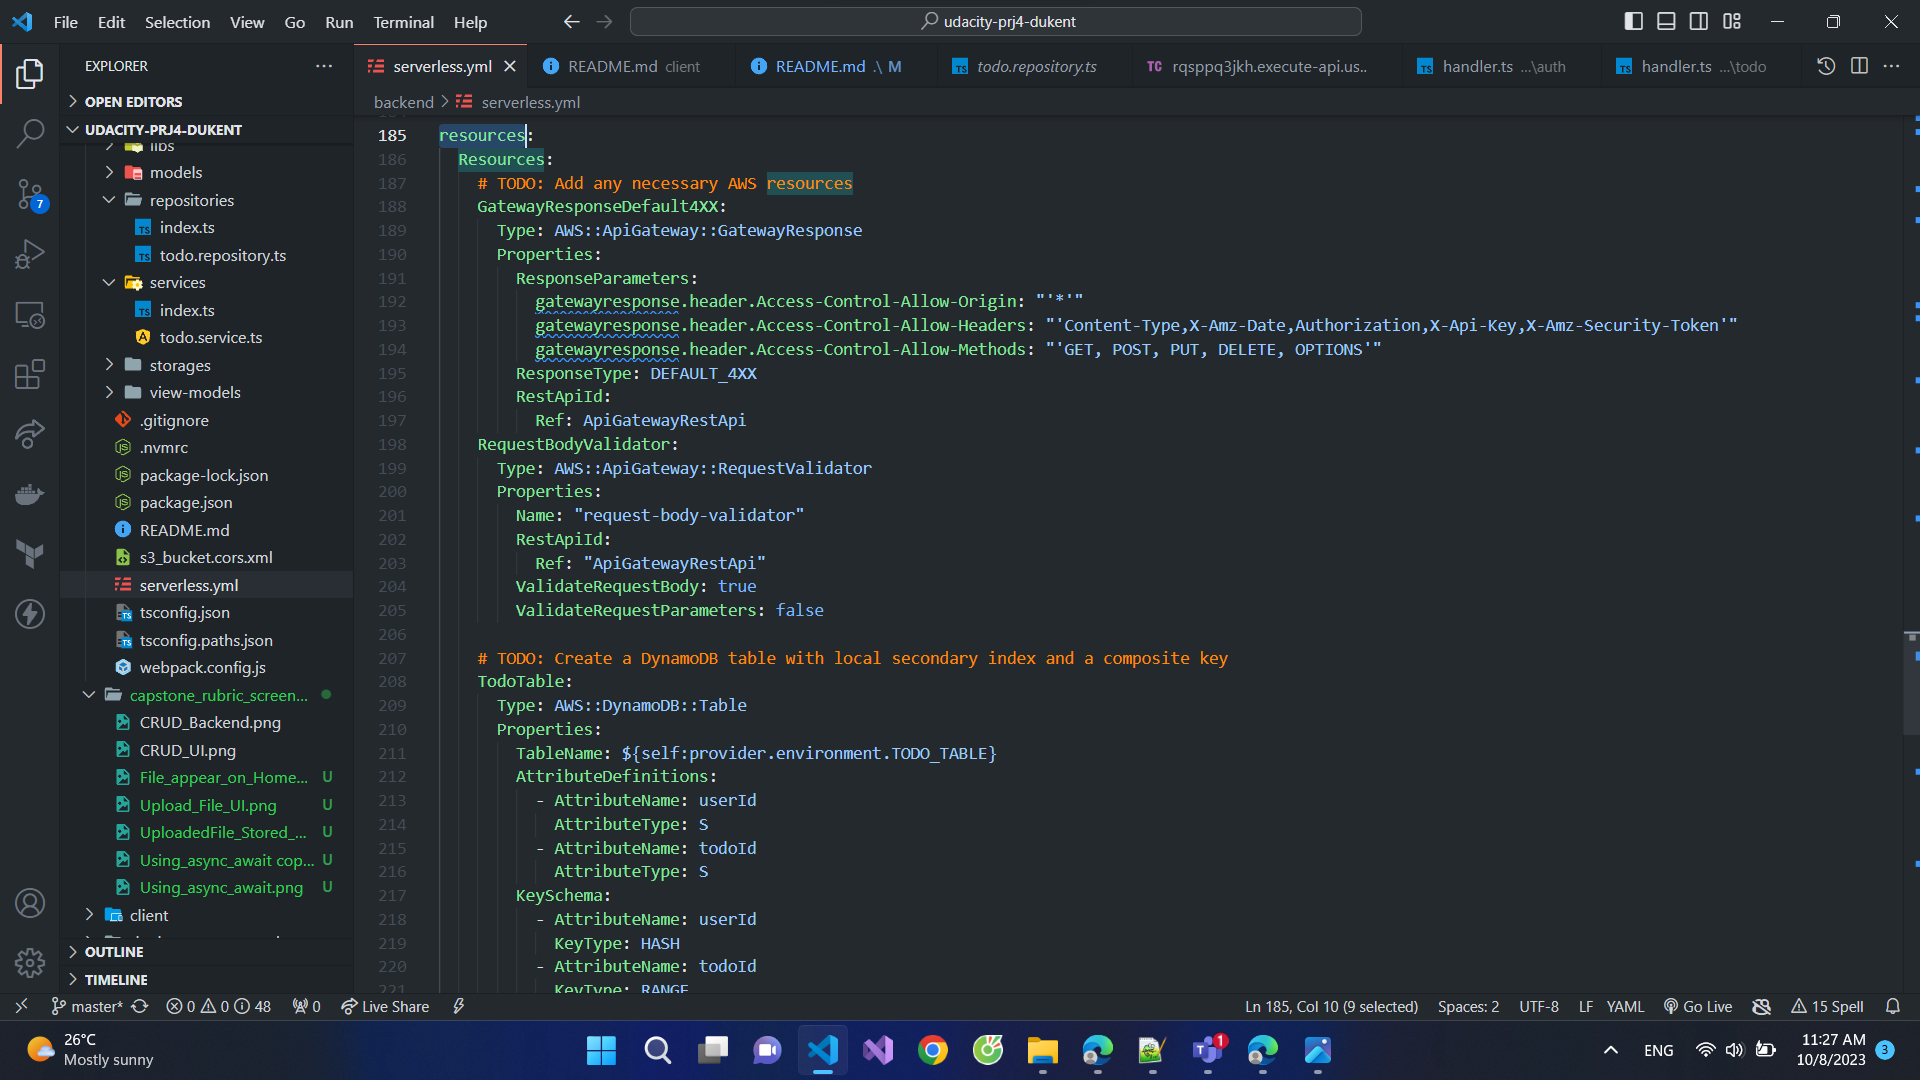 File Edit Selection View Go Run Terminal Help
udacity-prj4-dukent
EXPLORER
OPEN EDITORS
UDACITY-PRJ4-DUKENT
libs
models
repositories
index.ts
todo.repository.ts
services
index.ts
todo.service.ts
storages
view-models
.gitignore
.nvmrc
package-lock.json
package.json
README.md
s3_bucket.cors.xml
serverless.yml
tsconfig.json
tsconfig.paths.json
webpack.config.js
capstone_rubric_screen...
CRUD_Backend.png
CRUD_UI.png
File_appear_on_Home... U
Upload_File_UI.png U
UploadedFile_Stored_... U
Using_async_await cop... U
Using_async_await.png U
client
OUTLINE
TIMELINE
7
serverless.yml
README.md client
README.md .\ M
todo.repository.ts
rqsppq3jkh.execute-api.us..
handler.ts ...\auth
handler.ts ...\todo
backend > serverless.yml
185 resources:
186 Resources:
187 # TODO: Add any necessary AWS resources
188 GatewayResponseDefault4XX:
189 Type: AWS::ApiGateway::GatewayResponse
190 Properties:
191 ResponseParameters:
192 gatewayresponse.header.Access-Control-Allow-Origin: "'*'"
193 gatewayresponse.header.Access-Control-Allow-Headers: "'Content-Type,X-Amz-Date,Authorization,X-Api-Key,X-Amz-Security-Token'"
194 gatewayresponse.header.Access-Control-Allow-Methods: "'GET, POST, PUT, DELETE, OPTIONS'"
195 ResponseType: DEFAULT_4XX
196 RestApiId:
197 Ref: ApiGatewayRestApi
198 RequestBodyValidator:
199 Type: AWS::ApiGateway::RequestValidator
200 Properties:
201 Name: "request-body-validator"
202 RestApiId:
203 Ref: "ApiGatewayRestApi"
204 ValidateRequestBody: true
205 ValidateRequestParameters: false
206
207 # TODO: Create a DynamoDB table with local secondary index and a composite key
208 TodoTable:
209 Type: AWS::DynamoDB::Table
210 Properties:
211 TableName: ${self:provider.environment.TODO_TABLE}
212 AttributeDefinitions:
213 - AttributeName: userId
214 AttributeType: S
215 - AttributeName: todoId
216 AttributeType: S
217 KeySchema:
218 - AttributeName: userId
219 KeyType: HASH
220 - AttributeName: todoId
221 KeyType: RANGE
master* 0 0 48 0 Live Share
Ln 185, Col 10 (9 selected) Spaces: 2 UTF-8 LF YAML Go Live 15 Spell
26°C
Mostly sunny
1
ENG
11:27 AM
10/8/2023
3